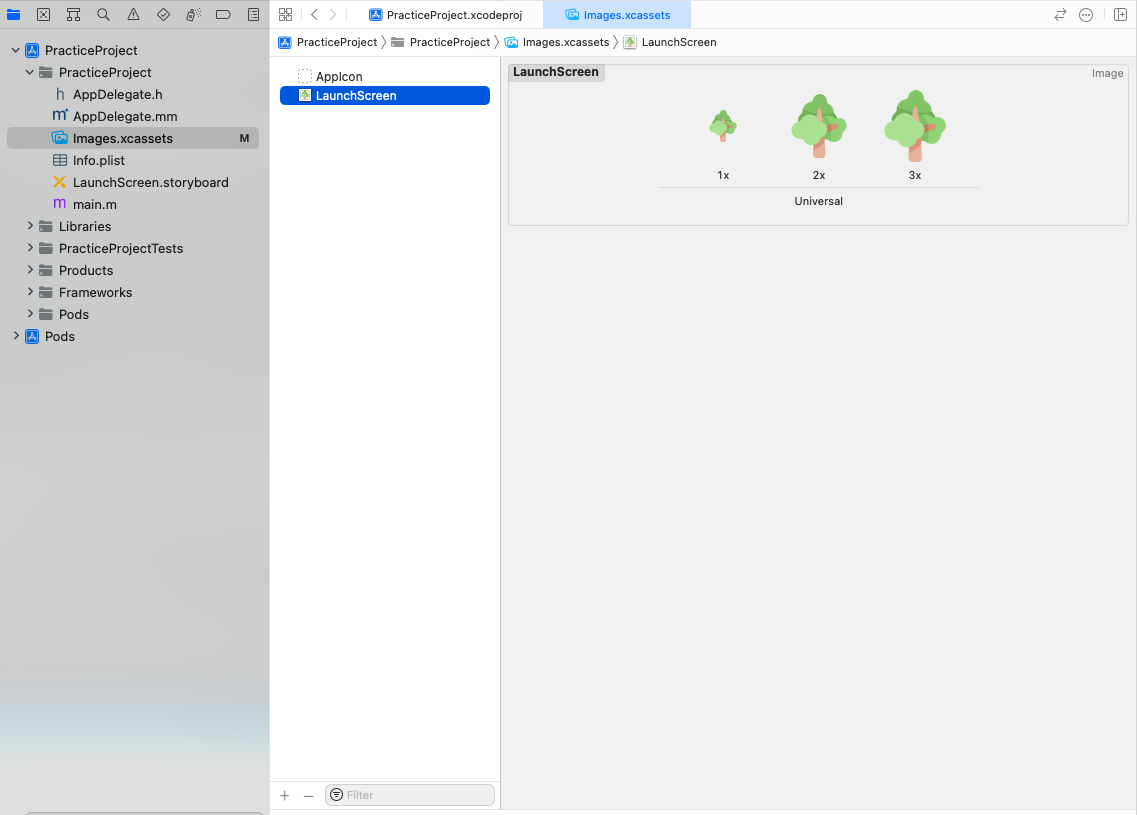 PracticeProject.xcodeproj
Images.xcassets
PracticeProject
PracticeProject
Images.xcassets
LaunchScreen
PracticeProject
PracticeProject
h AppDelegate.h
m+ AppDelegate.mm
Images.xcassets M
Info.plist
LaunchScreen.storyboard
m main.m
Libraries
PracticeProjectTests
Products
Frameworks
Pods
Pods
AppIcon
LaunchScreen
LaunchScreen
Image
1x 2x 3x
Universal
Filter